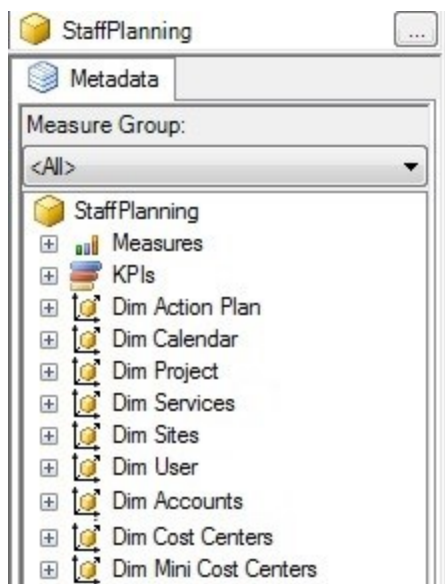 StaffPlanning
...
Metadata
Measure Group:
<All>
StaffPlanning
Measures
KPIs
Dim Action Plan
Dim Calendar
Dim Project
Dim Services
Dim Sites
Dim User
Dim Accounts
Dim Cost Centers
Dim Mini Cost Centers